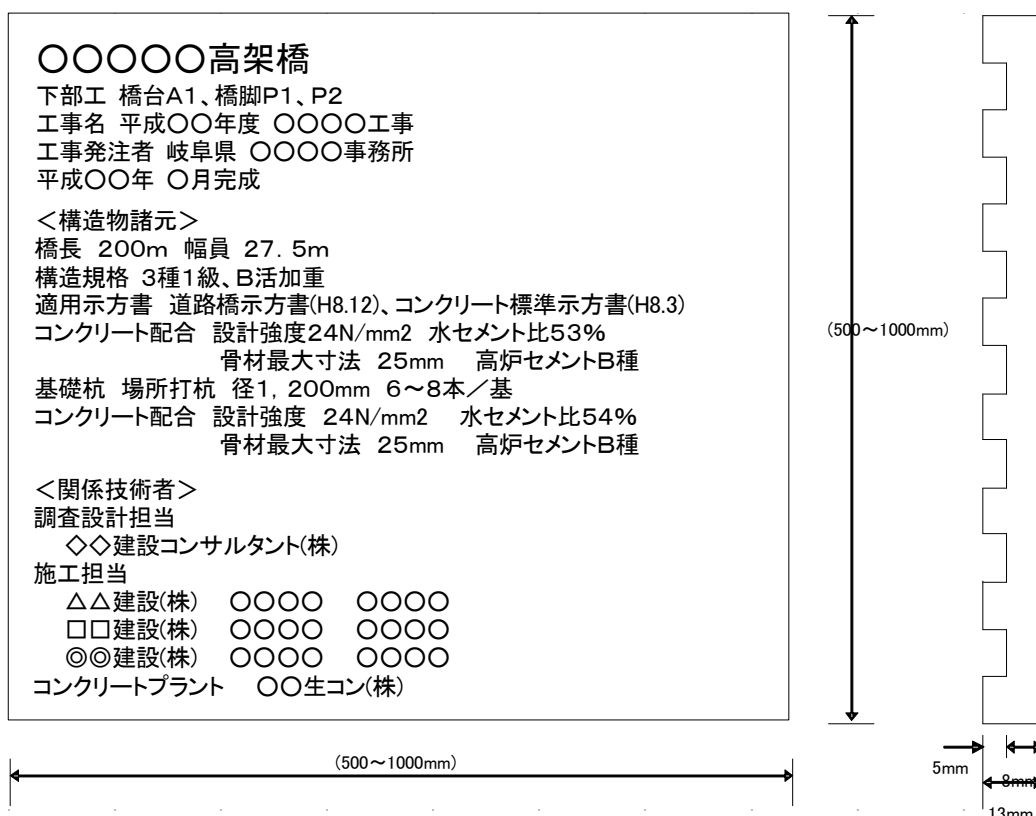 ○○○○○高架橋
下部工 橋台A1、橋脚P1、P2
工事名 平成○○年度 ○○○○工事
工事発注者 岐阜県 ○○○○事務所
平成○○年 ○月完成
＜構造物諸元＞
橋長 200m 幅員 27.5m
構造規格 3種1級、B活加重
適用示方書 道路橋示方書(H8.12)、コンクリート標準示方書(H8.3)
コンクリート配合 設計強度24N/mm2 水セメント比53%
骨材最大寸法 25mm 高炉セメントB種
基礎杭 場所打杭 径1,200mm 6～8本／基
コンクリート配合 設計強度 24N/mm2 水セメント比54%
骨材最大寸法 25mm 高炉セメントB種
＜関係技術者＞
調査設計担当
◇◇建設コンサルタント(株)
施工担当
△△建設(株) ○○○○ ○○○○
□□建設(株) ○○○○ ○○○○
◎◎建設(株) ○○○○ ○○○○
コンクリートプラント ○○生コン(株)
(500～1000mm)
(500～1000mm)
5mm
8mm
13mm